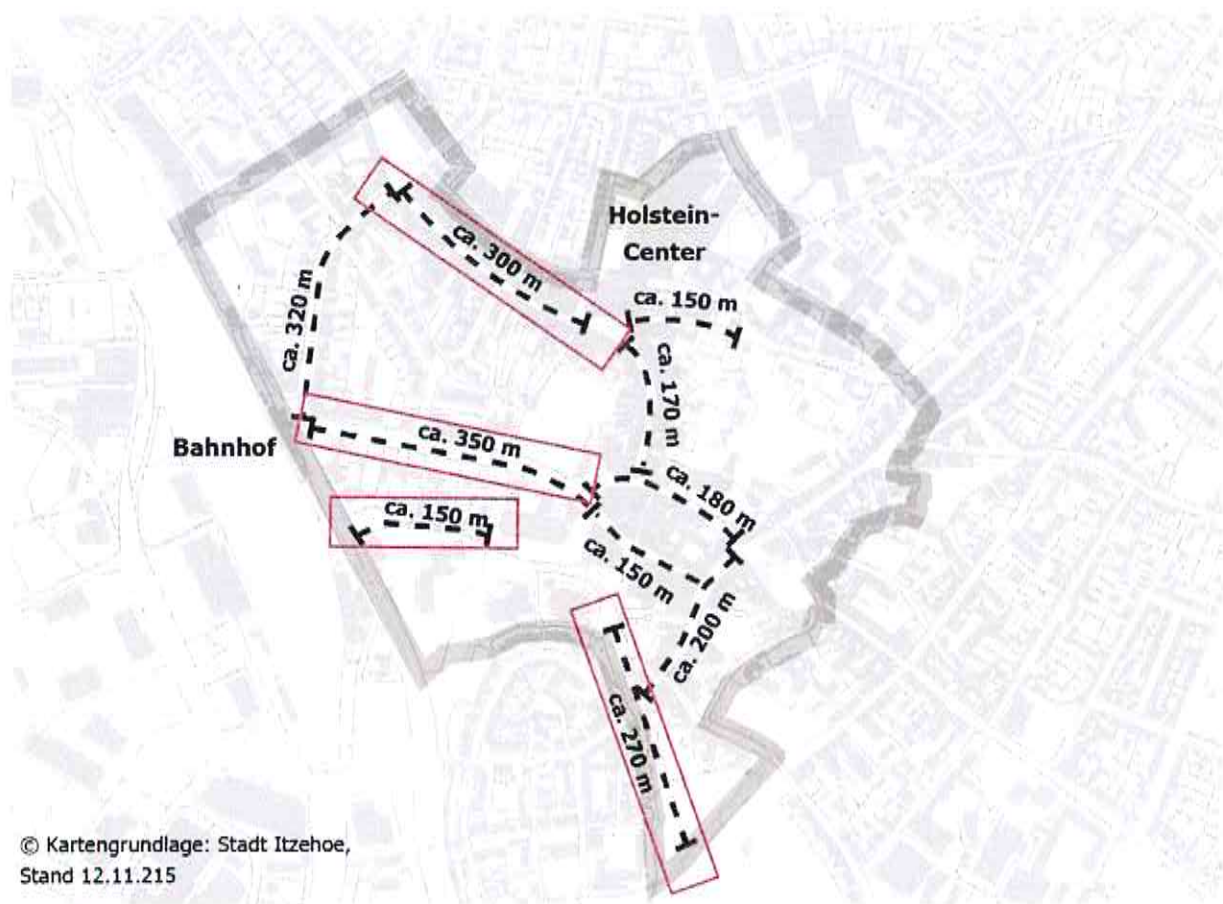 Holstein-
Center
ca. 300 m
ca. 150 m
ca. 320 m
ca. 170 m
Bahnhof
ca. 350 m
ca. 180 m
ca. 150 m
ca. 150 m
ca. 200 m
ca. 270 m
© Kartengrundlage: Stadt Itzehoe,
Stand 12.11.215